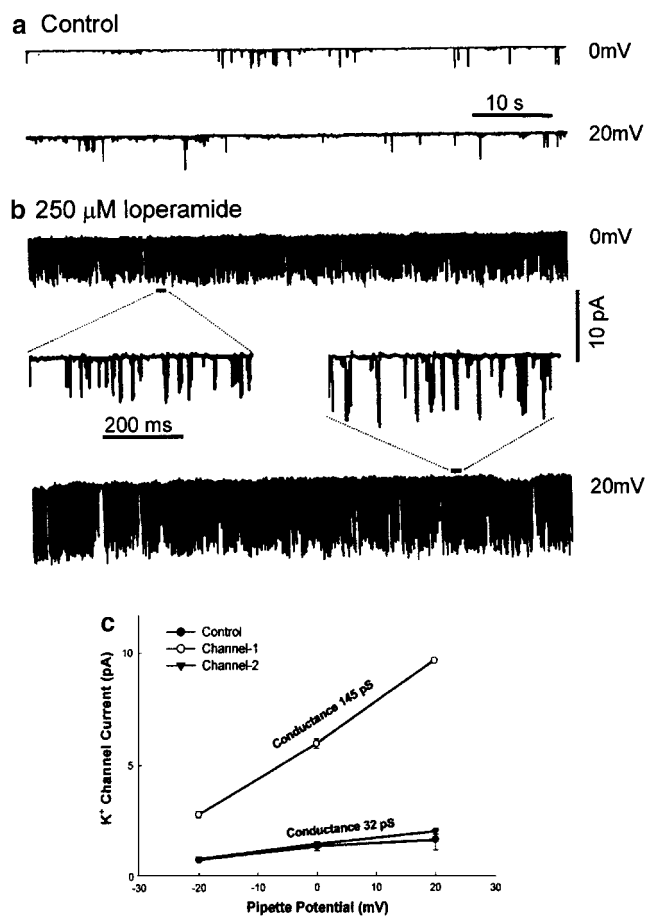 a Control
0mV
10 s
20mV
b 250 µM loperamide
0mV
10 pA
200 ms
20mV
c
Control
Channel-1
Channel-2
K⁺ Channel Current (pA)
10
5
0
Conductance 145 pS
Conductance 32 pS
-30 -20 -10 0 10 20 30
Pipette Potential (mV)